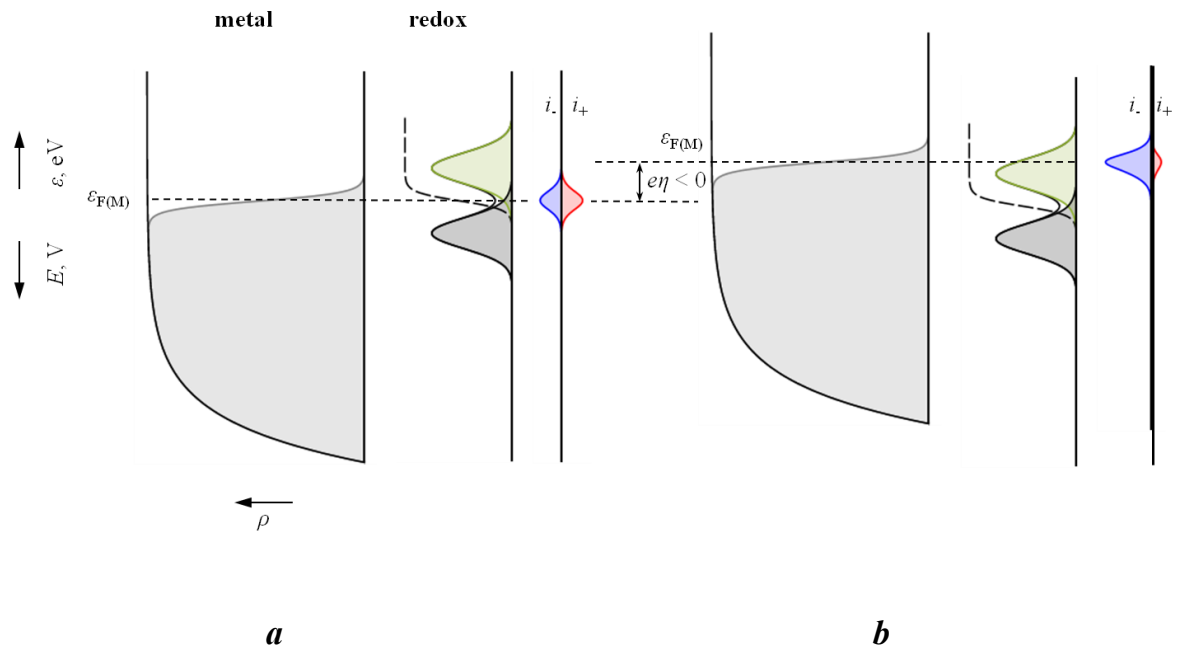 metal
redox
i₋
i₊
ε, eV
E, V
ε_F(M)
ρ
a
i₋
i₊
ε_F(M)
eη < 0
b